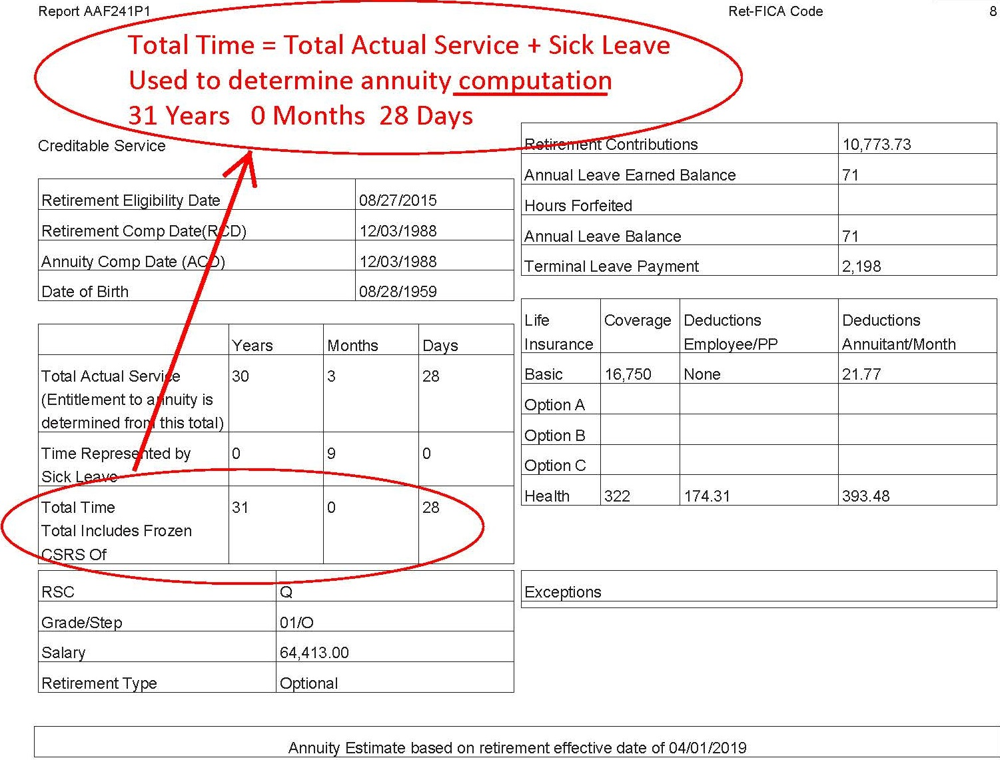 Report AAF241P1 Ret-FICA Code 8
Total Time = Total Actual Service + Sick Leave
Used to determine annuity computation
31 Years 0 Months 28 Days
Creditable Service
Retirement Eligibility Date 08/27/2015
Retirement Comp Date(RCD) 12/03/1988
Annuity Comp Date (ACD) 12/03/1988
Date of Birth 08/28/1959
Retirement Contributions 10,773.73
Annual Leave Earned Balance 71
Hours Forfeited
Annual Leave Balance 71
Terminal Leave Payment 2,198
Years Months Days
Total Actual Service 30 3 28
(Entitlement to annuity is
determined from this total)
Time Represented by 0 9 0
Sick Leave
Total Time 31 0 28
Total Includes Frozen
CSRS Of
Life Coverage Deductions Deductions
Insurance Employee/PP Annuitant/Month
Basic 16,750 None 21.77
Option A
Option B
Option C
Health 322 174.31 393.48
RSC Q
Grade/Step 01/O
Salary 64,413.00
Retirement Type Optional
Exceptions
Annuity Estimate based on retirement effective date of 04/01/2019